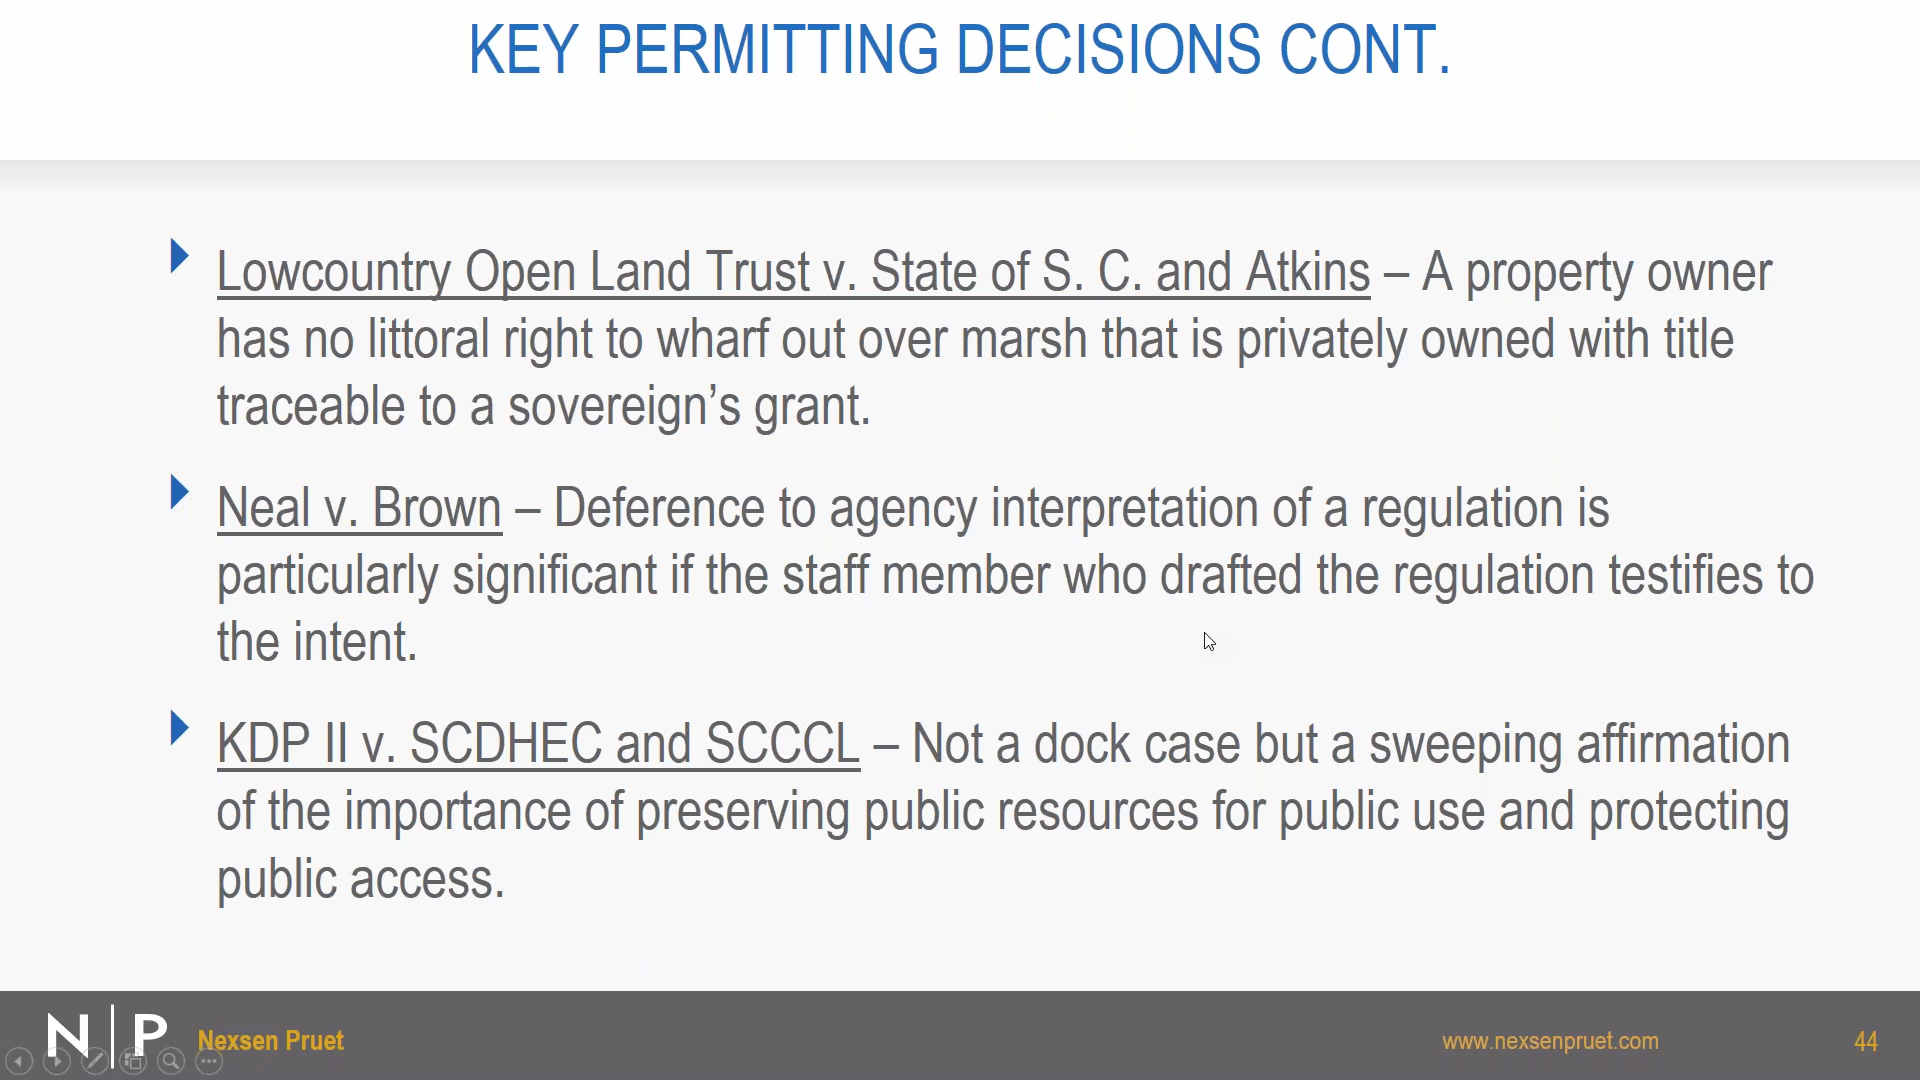 KEY PERMITTING DECISIONS CONT.
Lowcountry Open Land Trust v. State of S. C. and Atkins – A property owner
has no littoral right to wharf out over marsh that is privately owned with title
traceable to a sovereign’s grant.
Neal v. Brown – Deference to agency interpretation of a regulation is
particularly significant if the staff member who drafted the regulation testifies to
the intent.
KDP II v. SCDHEC and SCCCL – Not a dock case but a sweeping affirmation
of the importance of preserving public resources for public use and protecting
public access.
N|P Nexsen Pruet www.nexsenpruet.com 44